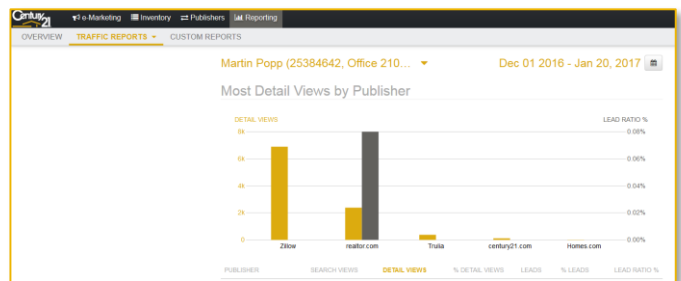 Century 21 e-Marketing Inventory Publishers Reporting
OVERVIEW TRAFFIC REPORTS CUSTOM REPORTS
Martin Popp (25384642, Office 210... Dec 01 2016 - Jan 20, 2017
Most Detail Views by Publisher
DETAIL VIEWS LEAD RATIO %
8k 0.08%
6k 0.06%
4k 0.04%
2k 0.02%
0 0.00%
Zillow realtor.com Trulia century21.com Homes.com
PUBLISHER SEARCH VIEWS DETAIL VIEWS % DETAIL VIEWS LEADS % LEADS LEAD RATIO %